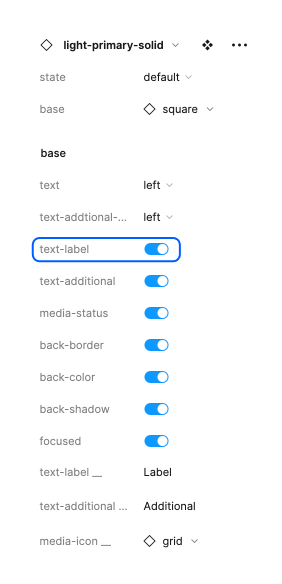 light-primary-solid
state default
base square
base
text left
text-addtional-... left
text-label
text-additional
media-status
back-border
back-color
back-shadow
focused
text-label __ Label
text-additional ... Additional
media-icon __ grid